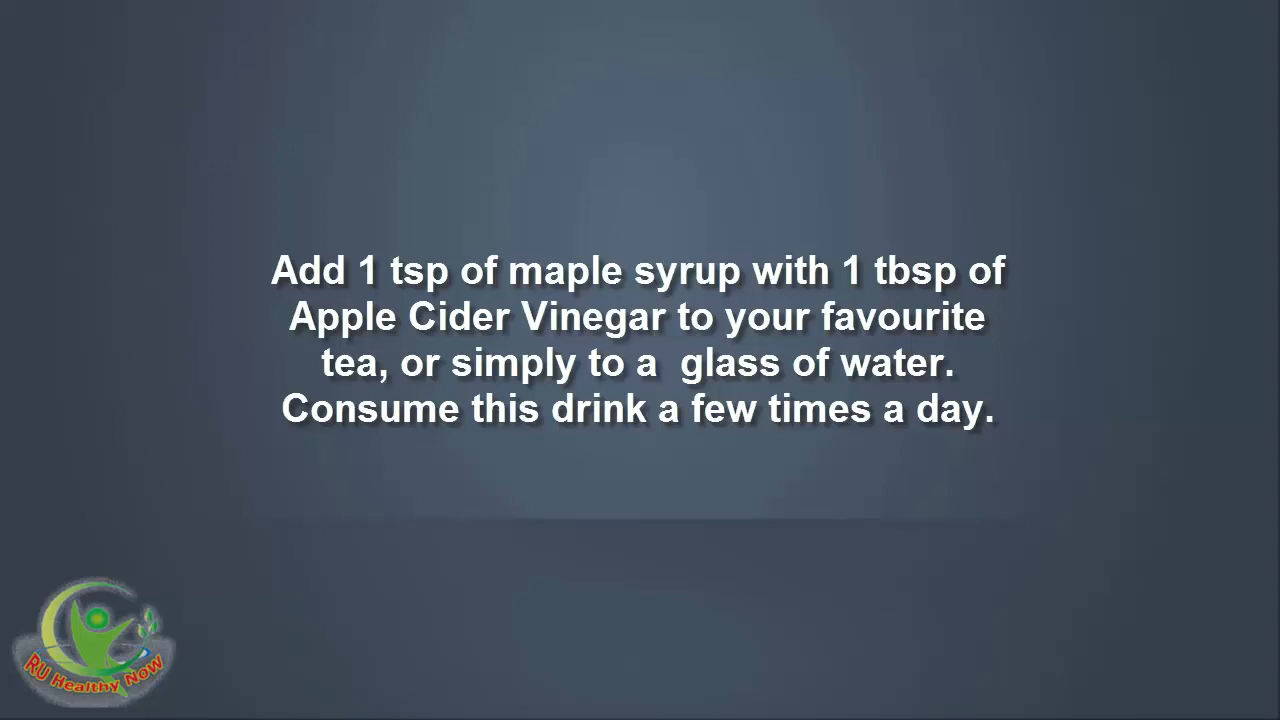 Add 1 tsp of maple syrup with 1 tbsp of
Apple Cider Vinegar to your favourite
tea, or simply to a  glass of water.
Consume this drink a few times a day.
RU Healthy Now